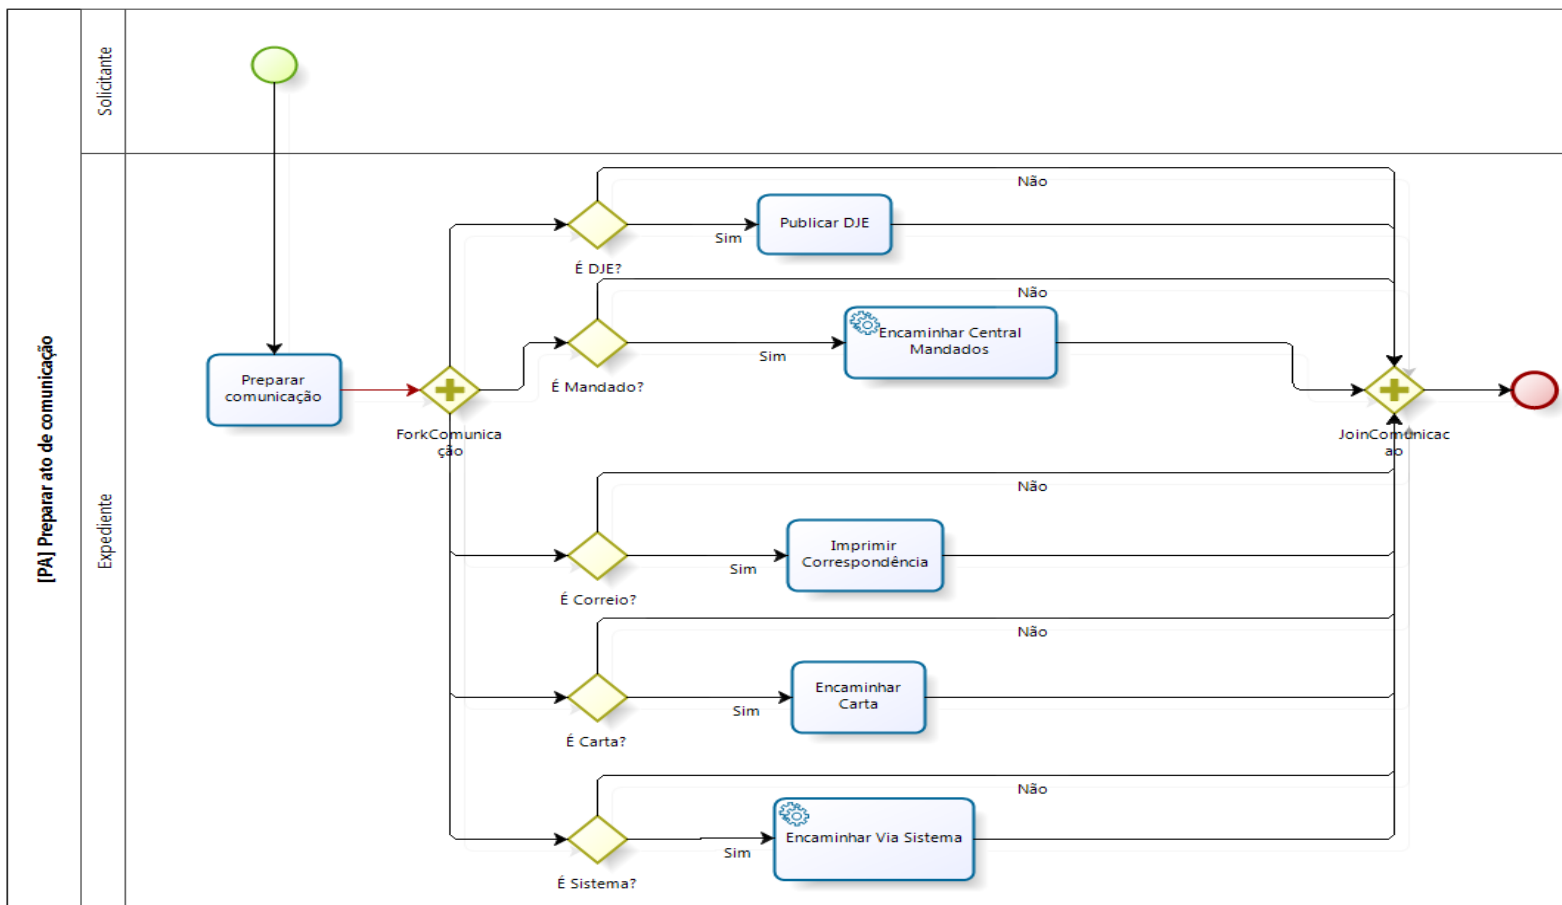 [PA] Preparar ato de comunicação
Solicitante
Expediente
Preparar
comunicação
ForkComunica
ção
Não
Publicar DJE
Sim
É DJE?
Não
Encaminhar Central
Mandados
Sim
É Mandado?
JoinComunicac
ao
Não
Imprimir
Correspondência
Sim
É Correio?
Não
Encaminhar
Carta
Sim
É Carta?
Não
Encaminhar Via Sistema
Sim
É Sistema?